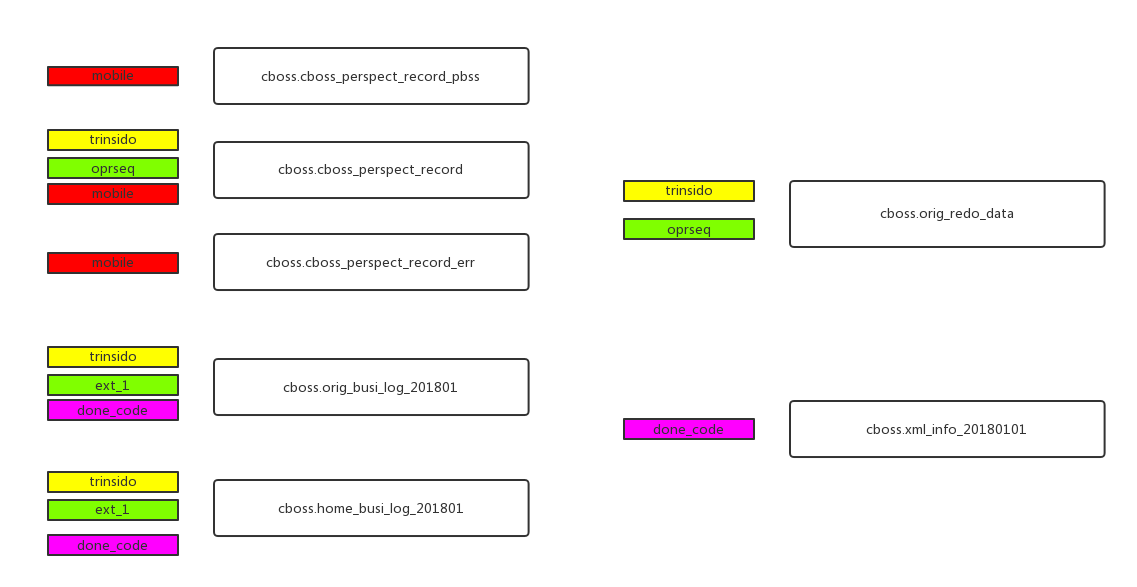 mobile
cboss.cboss_perspect_record_pbss
trinsido
oprseq
mobile
cboss.cboss_perspect_record
mobile
cboss.cboss_perspect_record_err
trinsido
ext_1
done_code
cboss.orig_busi_log_201801
trinsido
ext_1
done_code
cboss.home_busi_log_201801
trinsido
oprseq
cboss.orig_redo_data
done_code
cboss.xml_info_20180101